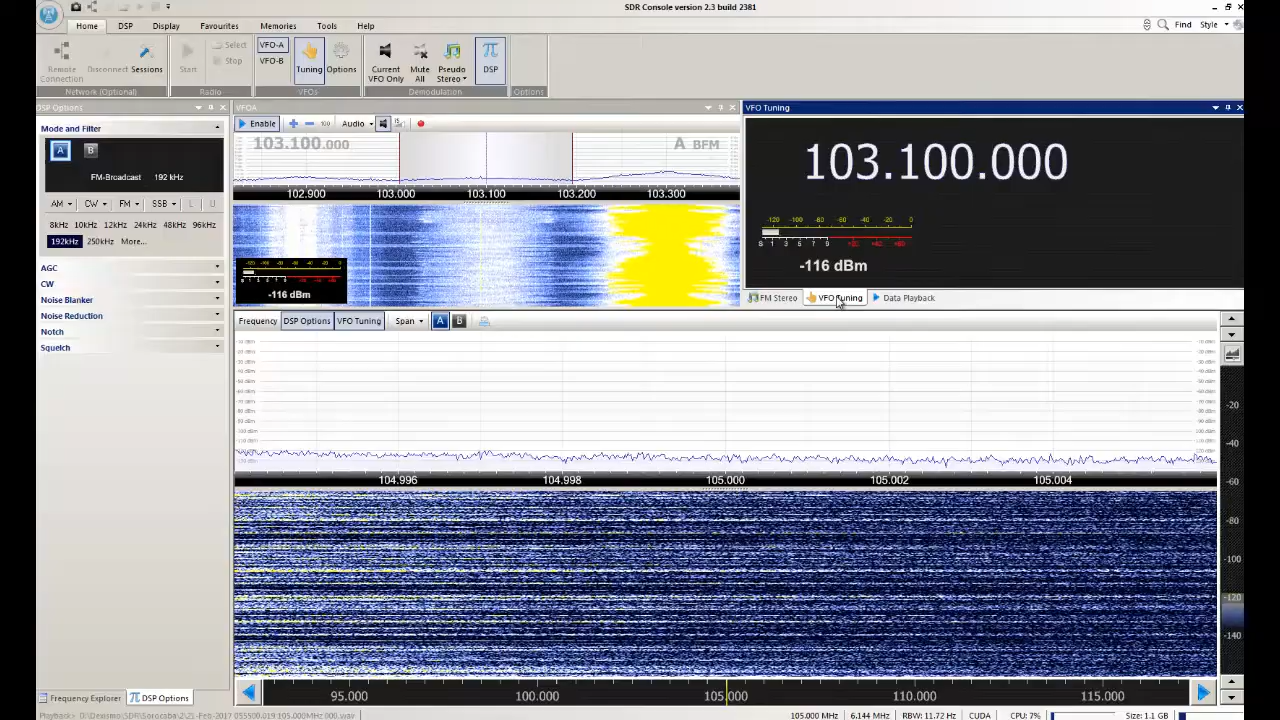 SDR Console version 2.3 build 2381
Home DSP Display Favourites Memories Tools Help
Find Style
Remote Connection Disconnect Sessions
Network (Optional)
Start Select Stop
Radio
VFO-A VFO-B Tuning Options
VFOs
Current VFO Only Mute All Pseudo Stereo DSP
Demodulation
Options
DSP Options
Mode and Filter
A B
FM-Broadcast 192 kHz
AM CW FM SSB L U
8kHz 10kHz 12kHz 24kHz 48kHz 96kHz
192kHz 250kHz More...
AGC
CW
Noise Blanker
Noise Reduction
Notch
Squelch
VFOA
Enable 100 Audio
103.100.000 A BFM
102.900 103.000 103.100 103.200 103.300
-116 dBm
VFO Tuning
103.100.000
-120 -100 -80 -60 -40 -20 0
-116 dBm
FM Stereo VFO Tuning Data Playback
Frequency DSP Options VFO Tuning Span A B
104.996 104.998 105.000 105.002 105.004
-20
-40
-60
-80
-100
-120
-140
95.000 100.000 105.000 110.000 115.000
Frequency Explorer DSP Options
105.000 MHz 6.144 MHz RBW: 11.72 Hz CUDA CPU: 7% Size: 1.1 GB